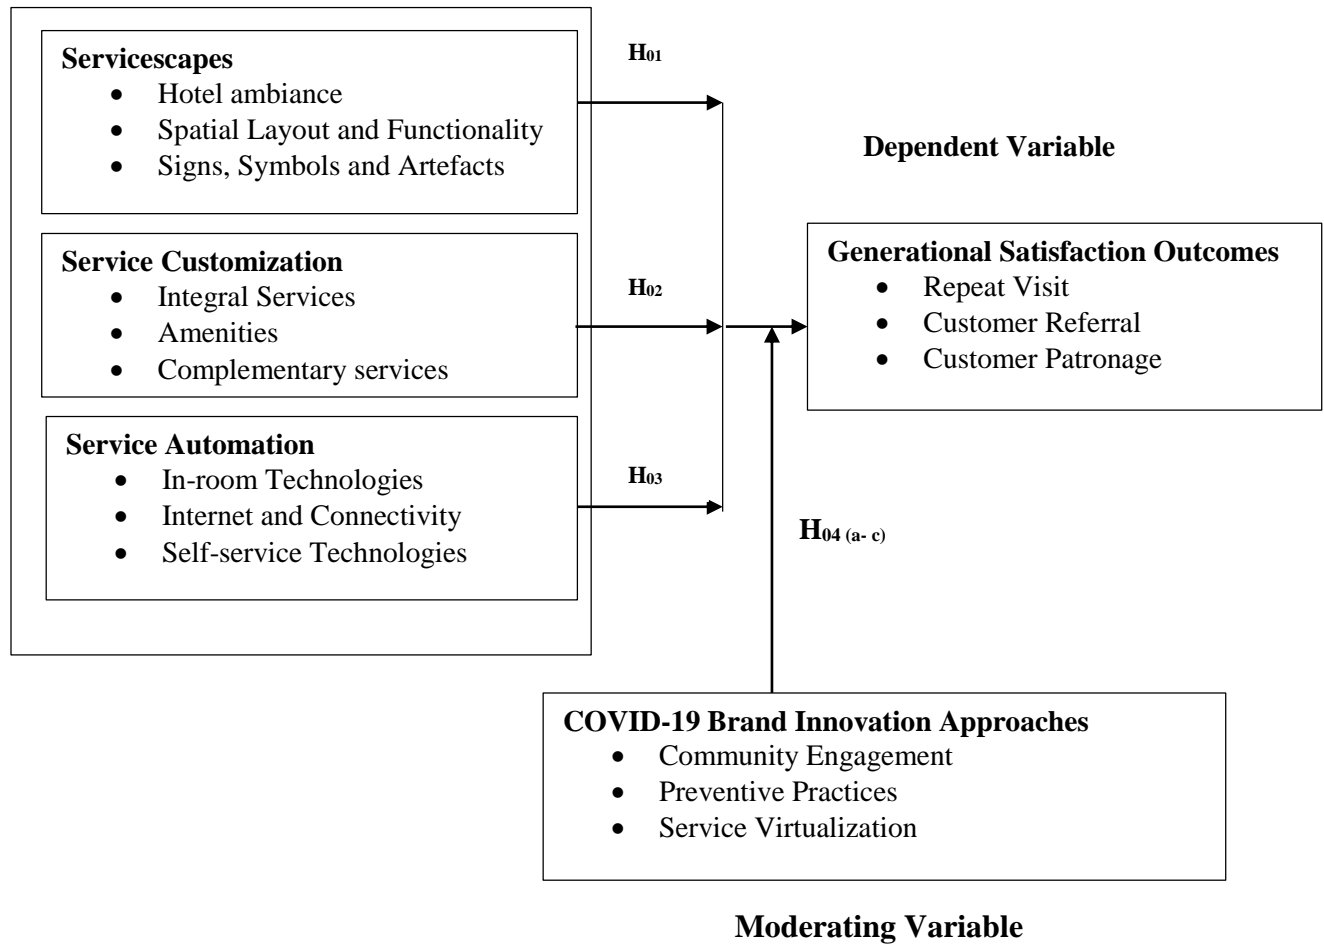 Servicescapes
• Hotel ambiance
• Spatial Layout and Functionality
• Signs, Symbols and Artefacts
H01
Service Customization
• Integral Services
• Amenities
• Complementary services
H02
Service Automation
• In-room Technologies
• Internet and Connectivity
• Self-service Technologies
H03
Dependent Variable
Generational Satisfaction Outcomes
• Repeat Visit
• Customer Referral
• Customer Patronage
H04 (a- c)
COVID-19 Brand Innovation Approaches
• Community Engagement
• Preventive Practices
• Service Virtualization
Moderating Variable